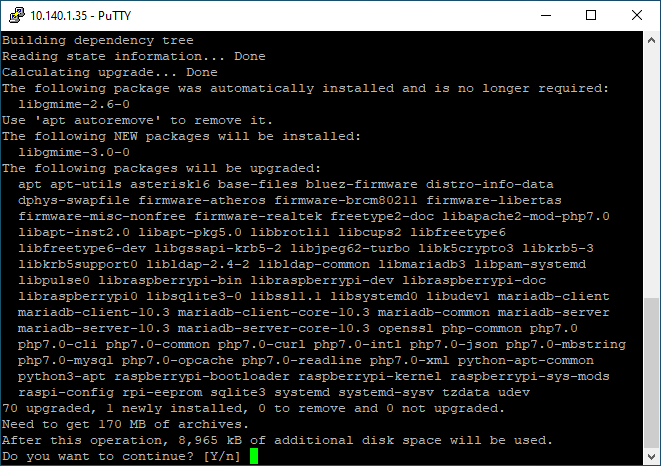 10.140.1.35 - PuTTY
Building dependency tree
Reading state information... Done
Calculating upgrade... Done
The following package was automatically installed and is no longer required:
libgmime-2.6-0
Use 'apt autoremove' to remove it.
The following NEW packages will be installed:
libgmime-3.0-0
The following packages will be upgraded:
apt apt-utils asterisk16 base-files bluez-firmware distro-info-data
dphys-swapfile firmware-atheros firmware-brcm80211 firmware-libertas
firmware-misc-nonfree firmware-realtek freetype2-doc libapache2-mod-php7.0
libapt-inst2.0 libapt-pkg5.0 libbrotli1 libcups2 libfreetype6
libfreetype6-dev libgssapi-krb5-2 libjpeg62-turbo libk5crypto3 libkrb5-3
libkrb5support0 libldap-2.4-2 libldap-common libmariadb3 libpam-systemd
libpulse0 libraspberrypi-bin libraspberrypi-dev libraspberrypi-doc
libraspberrypi0 libsqlite3-0 libssl1.1 libsystemd0 libudev1 mariadb-client
mariadb-client-10.3 mariadb-client-core-10.3 mariadb-common mariadb-server
mariadb-server-10.3 mariadb-server-core-10.3 openssl php-common php7.0
php7.0-cli php7.0-common php7.0-curl php7.0-intl php7.0-json php7.0-mbstring
php7.0-mysql php7.0-opcache php7.0-readline php7.0-xml python-apt-common
python3-apt raspberrypi-bootloader raspberrypi-kernel raspberrypi-sys-mods
raspi-config rpi-eeprom sqlite3 systemd systemd-sysv tzdata udev
70 upgraded, 1 newly installed, 0 to remove and 0 not upgraded.
Need to get 170 MB of archives.
After this operation, 8,965 kB of additional disk space will be used.
Do you want to continue? [Y/n]